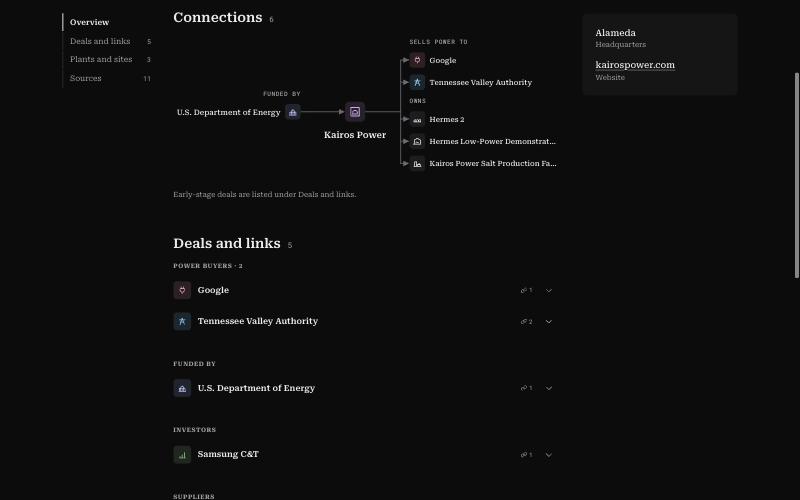 Overview
Deals and links 5
Plants and sites 3
Sources 11
Connections 6
SELLS POWER TO
Google
Tennessee Valley Authority
FUNDED BY
U.S. Department of Energy
Kairos Power
OWNS
Hermes 2
Hermes Low-Power Demonstrat...
Kairos Power Salt Production Fa...
Early-stage deals are listed under Deals and links.
Alameda
Headquarters
kairospower.com
Website
Deals and links 5
POWER BUYERS · 2
Google 1
Tennessee Valley Authority 2
FUNDED BY
U.S. Department of Energy 1
INVESTORS
Samsung C&T 1
SUPPLIERS